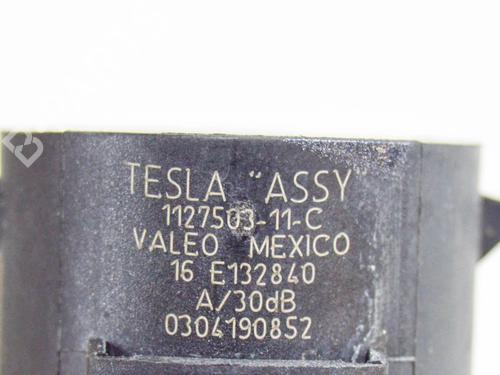 TESLA "ASSY"
1127503-11-C
VALEO MEXICO
16 E132840
A/30dB
0304190852